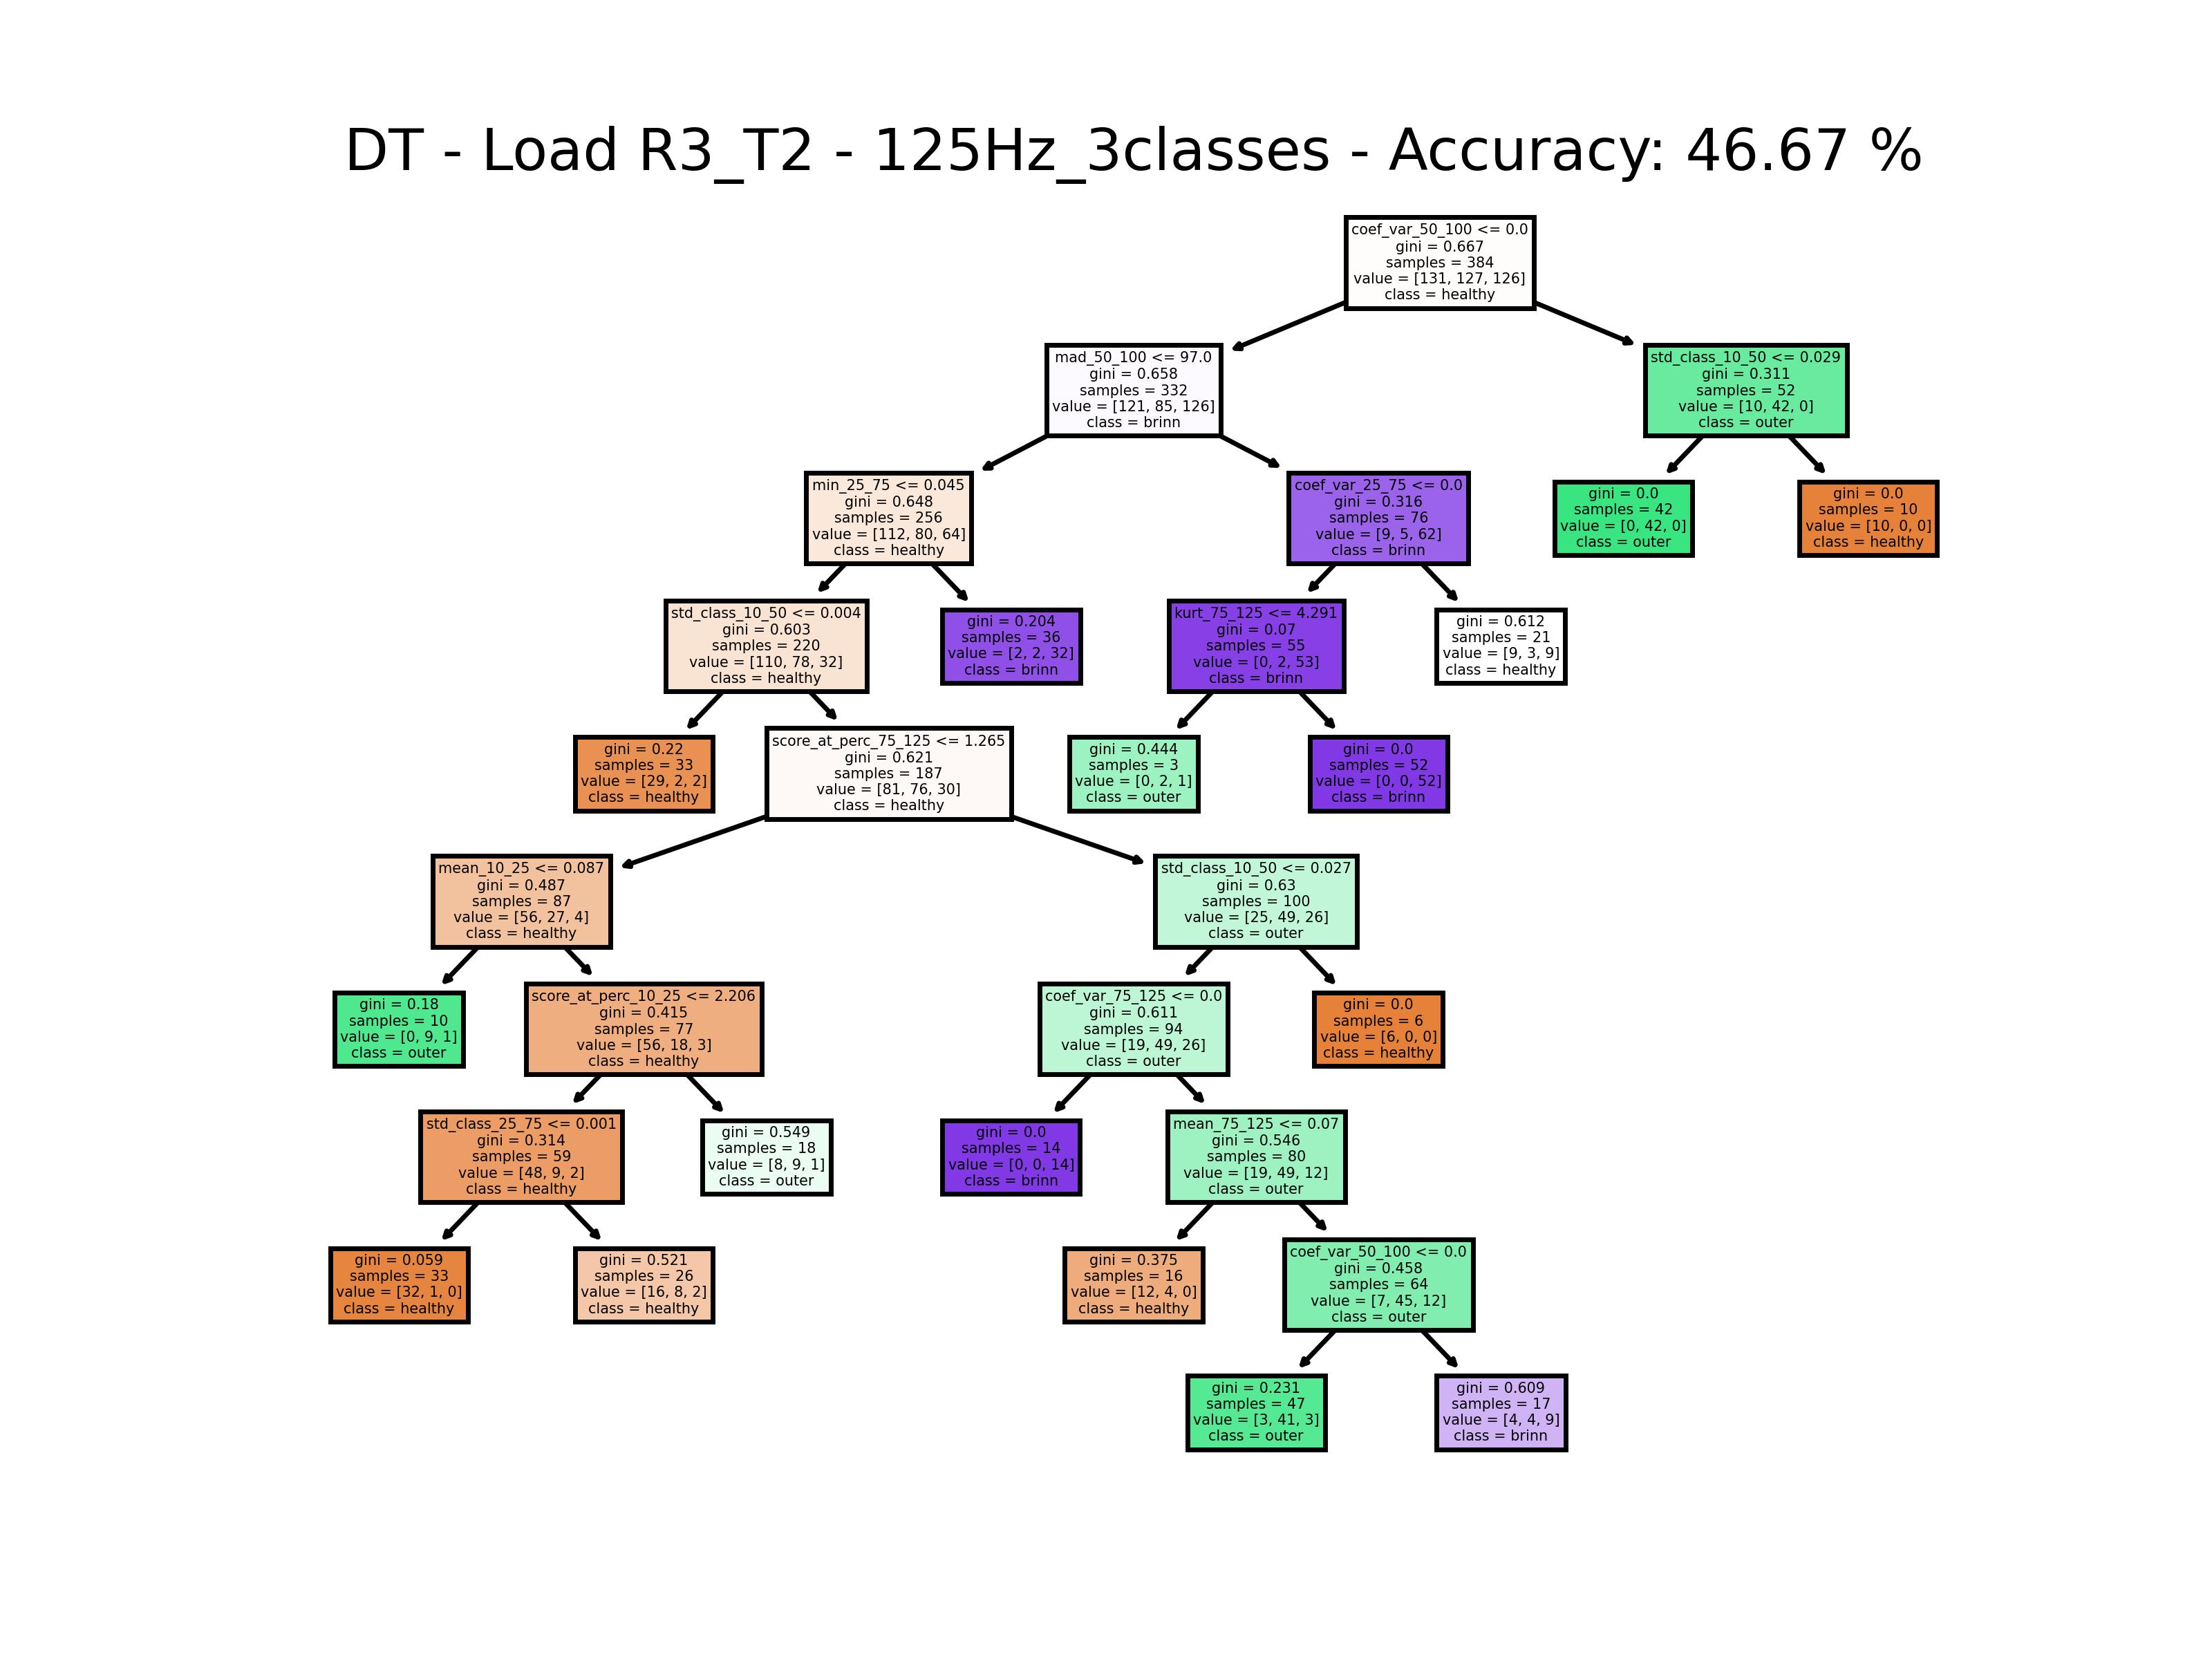 DT - Load R3_T2 - 125Hz_3classes - Accuracy: 46.67 %
coef_var_50_100 <= 0.0
gini = 0.667
samples = 384
value = [131, 127, 126]
class = healthy
mad_50_100 <= 97.0
gini = 0.658
samples = 332
value = [121, 85, 126]
class = brinn
std_class_10_50 <= 0.029
gini = 0.311
samples = 52
value = [10, 42, 0]
class = outer
min_25_75 <= 0.045
gini = 0.648
samples = 256
value = [112, 80, 64]
class = healthy
coef_var_25_75 <= 0.0
gini = 0.316
samples = 76
value = [9, 5, 62]
class = brinn
gini = 0.0
samples = 42
value = [0, 42, 0]
class = outer
gini = 0.0
samples = 10
value = [10, 0, 0]
class = healthy
std_class_10_50 <= 0.004
gini = 0.603
samples = 220
value = [110, 78, 32]
class = healthy
gini = 0.204
samples = 36
value = [2, 2, 32]
class = brinn
kurt_75_125 <= 4.291
gini = 0.07
samples = 55
value = [0, 2, 53]
class = brinn
gini = 0.612
samples = 21
value = [9, 3, 9]
class = healthy
gini = 0.22
samples = 33
value = [29, 2, 2]
class = healthy
score_at_perc_75_125 <= 1.265
gini = 0.621
samples = 187
value = [81, 76, 30]
class = healthy
gini = 0.444
samples = 3
value = [0, 2, 1]
class = outer
gini = 0.0
samples = 52
value = [0, 0, 52]
class = brinn
mean_10_25 <= 0.087
gini = 0.487
samples = 87
value = [56, 27, 4]
class = healthy
std_class_10_50 <= 0.027
gini = 0.63
samples = 100
value = [25, 49, 26]
class = outer
gini = 0.18
samples = 10
value = [0, 9, 1]
class = outer
score_at_perc_10_25 <= 2.206
gini = 0.415
samples = 77
value = [56, 18, 3]
class = healthy
coef_var_75_125 <= 0.0
gini = 0.611
samples = 94
value = [19, 49, 26]
class = outer
gini = 0.0
samples = 6
value = [6, 0, 0]
class = healthy
std_class_25_75 <= 0.001
gini = 0.314
samples = 59
value = [48, 9, 2]
class = healthy
gini = 0.549
samples = 18
value = [8, 9, 1]
class = outer
gini = 0.0
samples = 14
value = [0, 0, 14]
class = brinn
mean_75_125 <= 0.07
gini = 0.546
samples = 80
value = [19, 49, 12]
class = outer
gini = 0.059
samples = 33
value = [32, 1, 0]
class = healthy
gini = 0.521
samples = 26
value = [16, 8, 2]
class = healthy
gini = 0.375
samples = 16
value = [12, 4, 0]
class = healthy
coef_var_50_100 <= 0.0
gini = 0.458
samples = 64
value = [7, 45, 12]
class = outer
gini = 0.231
samples = 47
value = [3, 41, 3]
class = outer
gini = 0.609
samples = 17
value = [4, 4, 9]
class = brinn